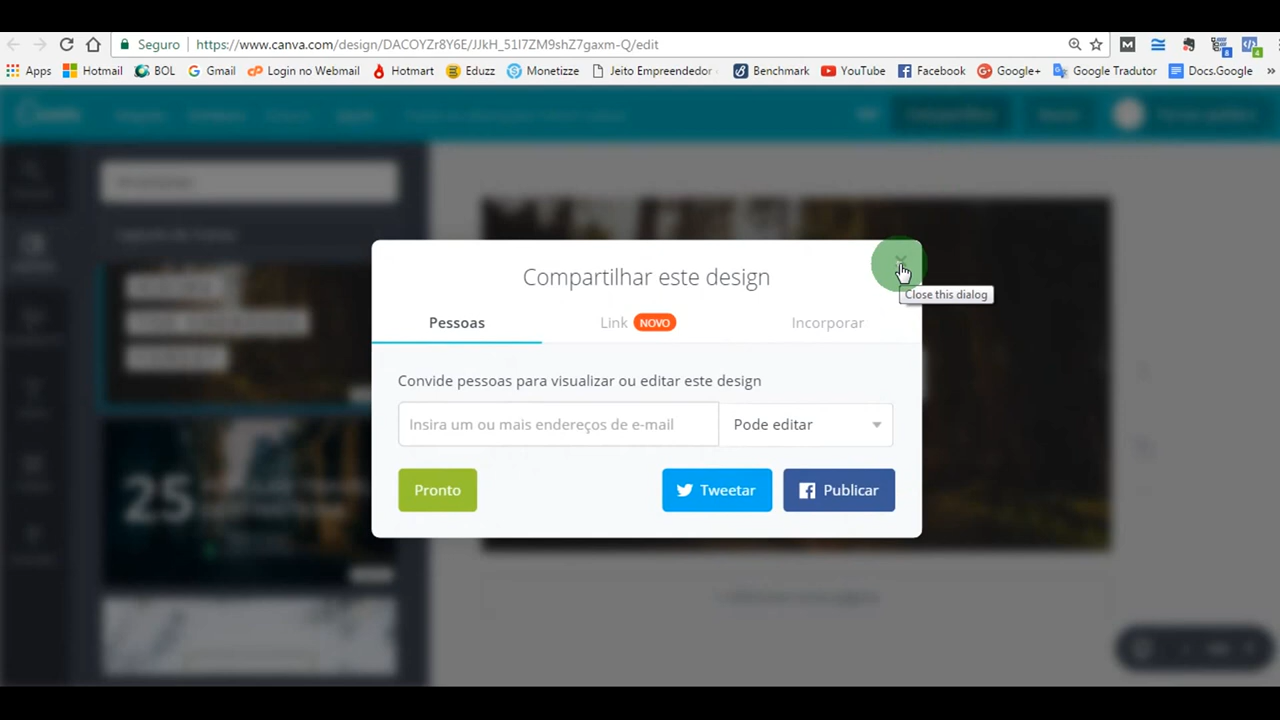 Seguro
https://www.canva.com/design/DACOYZr8Y6E/JJkH_51I7ZM9shZ7gaxm-Q/edit
Apps Hotmail BOL Gmail Login no Webmail Hotmart Eduzz Monetizze Jeito Empreendedor Benchmark YouTube Facebook Google+ Google Tradutor Docs.Google »
Compartilhar este design
Close this dialog
Pessoas Link NOVO Incorporar
Convide pessoas para visualizar ou editar este design
Insira um ou mais endereços de e-mail Pode editar
Pronto Tweetar Publicar
25